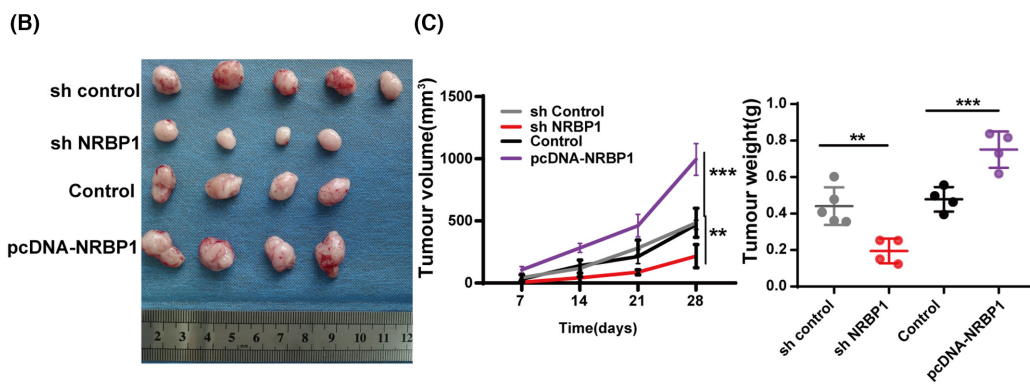 (B)
sh control
sh NRBP1
Control
pcDNA-NRBP1
2 3 4 5 6 7 8 9 10 11 12
(C)
Tumour volume(mm³)
1500
1000
500
0
7 14 21 28
Time(days)
sh Control
sh NRBP1
Control
pcDNA-NRBP1
***
**
Tumour weight(g)
1.0
0.8
0.6
0.4
0.2
0.0
**
***
sh control
sh NRBP1
Control
pcDNA-NRBP1